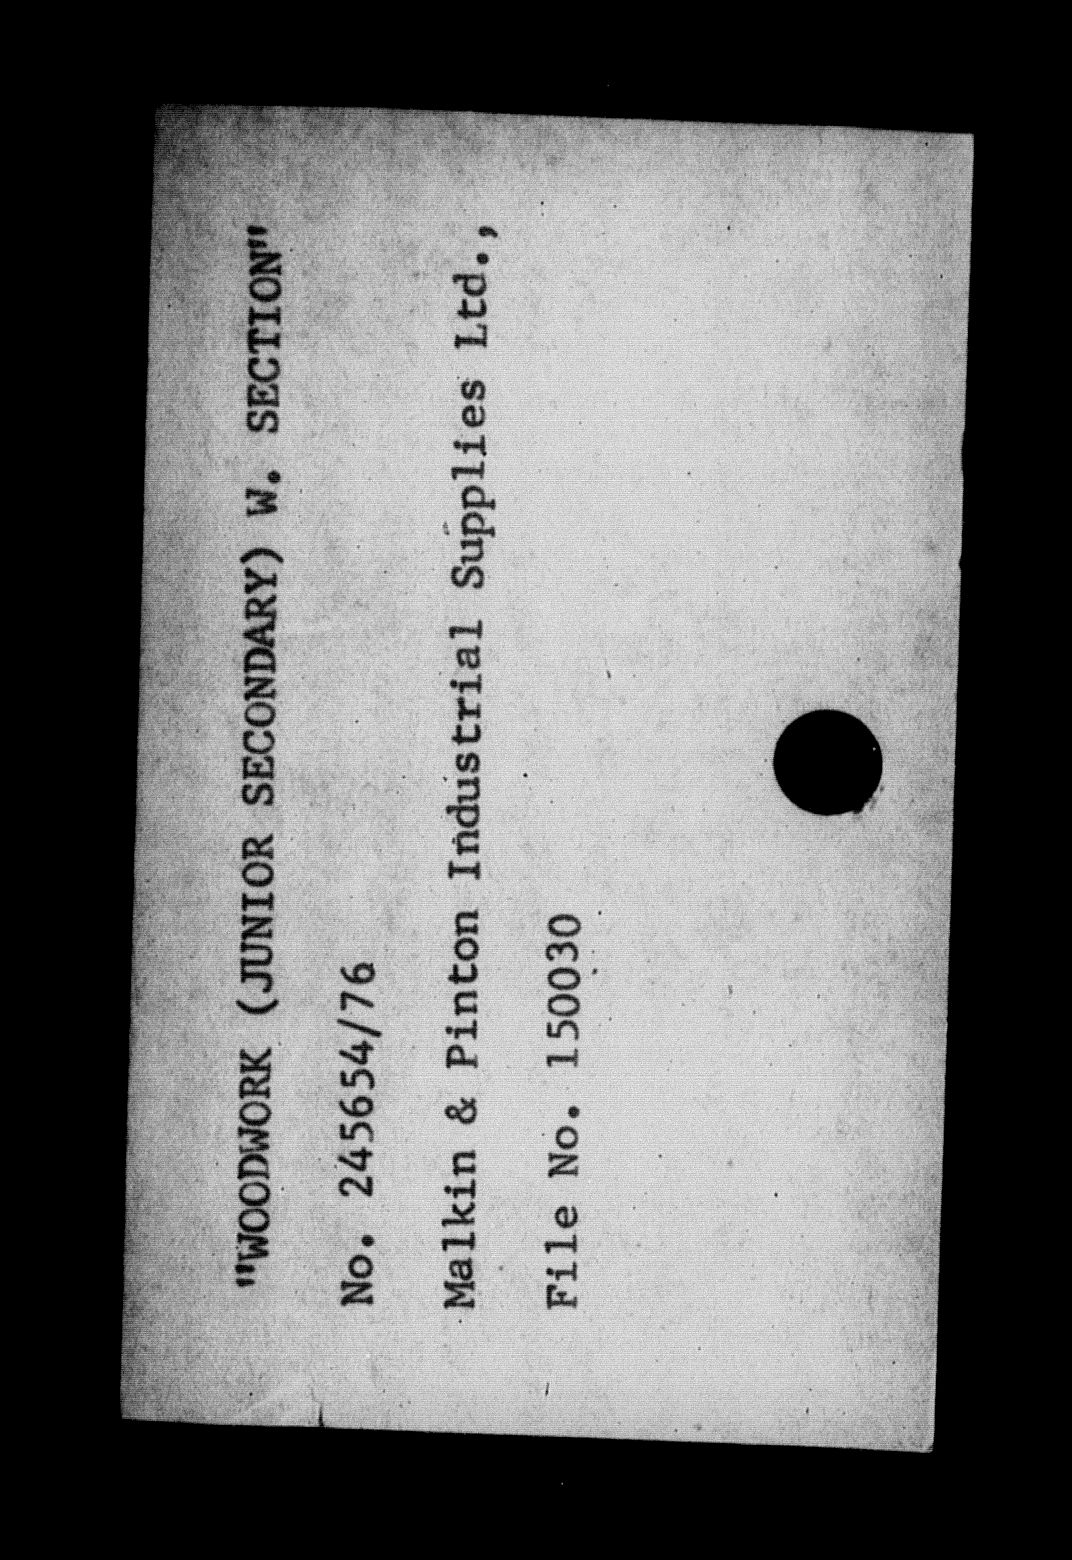 "WOODWORK (JUNIOR SECONDARY) W. SECTION"
No. 245654/76
Malkin & Pinton Industrial Supplies Ltd.,
File No. 150030